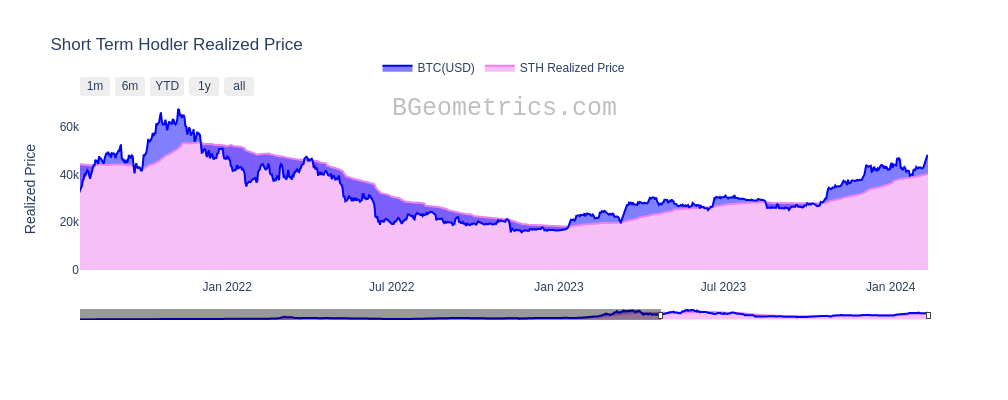 Short Term Hodler Realized Price
BTC(USD) STH Realized Price
1m 6m YTD 1y all
BGeometrics.com
Realized Price
60k
40k
20k
0
Jan 2022 Jul 2022 Jan 2023 Jul 2023 Jan 2024